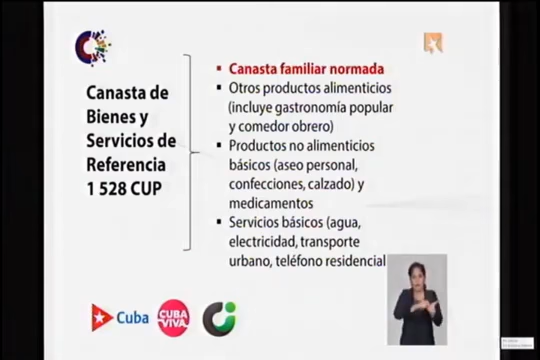 Canasta de
Bienes y
Servicios de
Referencia
1 528 CUP
Canasta familiar normada
Otros productos alimenticios
(incluye gastronomía popular
y comedor obrero)
Productos no alimenticios
básicos (aseo personal,
confecciones, calzado) y
medicamentos
Servicios básicos (agua,
electricidad, transporte
urbano, teléfono residencial
Cuba
CUBA
VIVA